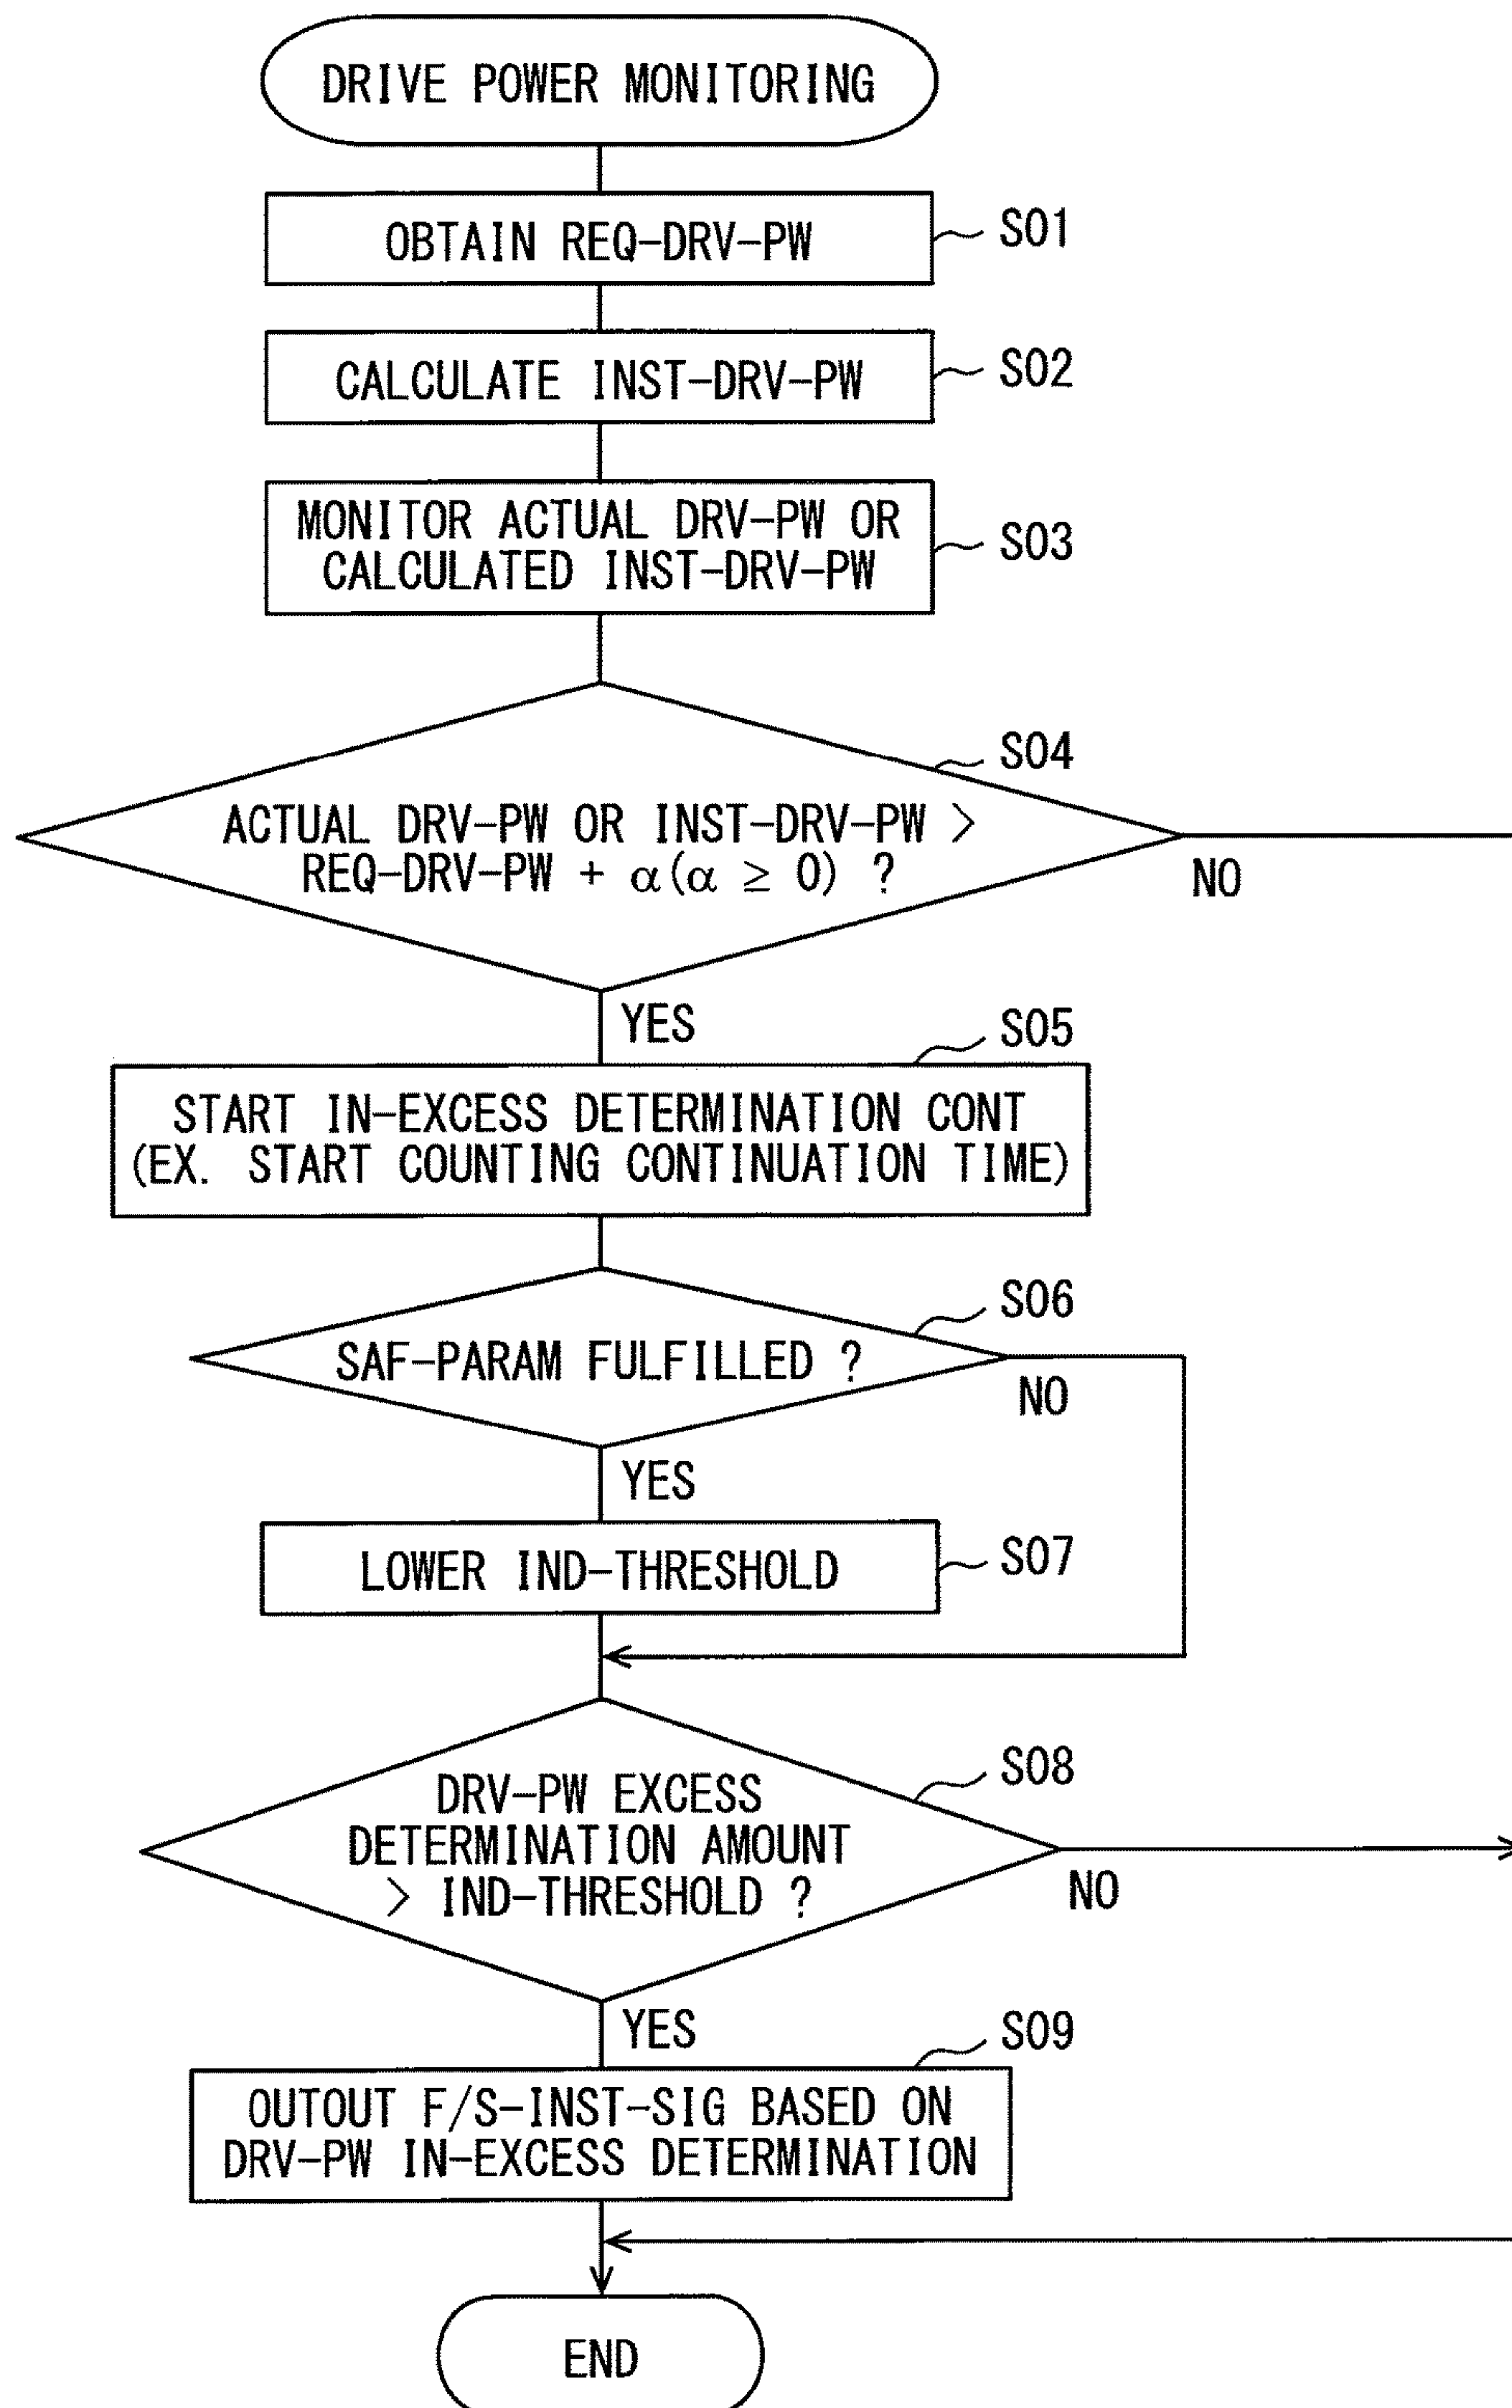 DRIVE POWER MONITORING
OBTAIN REQ-DRV-PW
S01
CALCULATE INST-DRV-PW
S02
MONITOR ACTUAL DRV-PW OR
CALCULATED INST-DRV-PW
S03
S04
ACTUAL DRV-PW OR INST-DRV-PW >
REQ-DRV-PW + α(α ≥ 0) ?
NO
YES
S05
START IN-EXCESS DETERMINATION CONT
(EX. START COUNTING CONTINUATION TIME)
S06
SAF-PARAM FULFILLED ?
NO
YES
LOWER IND-THRESHOLD
S07
S08
DRV-PW EXCESS
DETERMINATION AMOUNT
> IND-THRESHOLD ?
NO
YES
S09
OUTOUT F/S-INST-SIG BASED ON
DRV-PW IN-EXCESS DETERMINATION
END